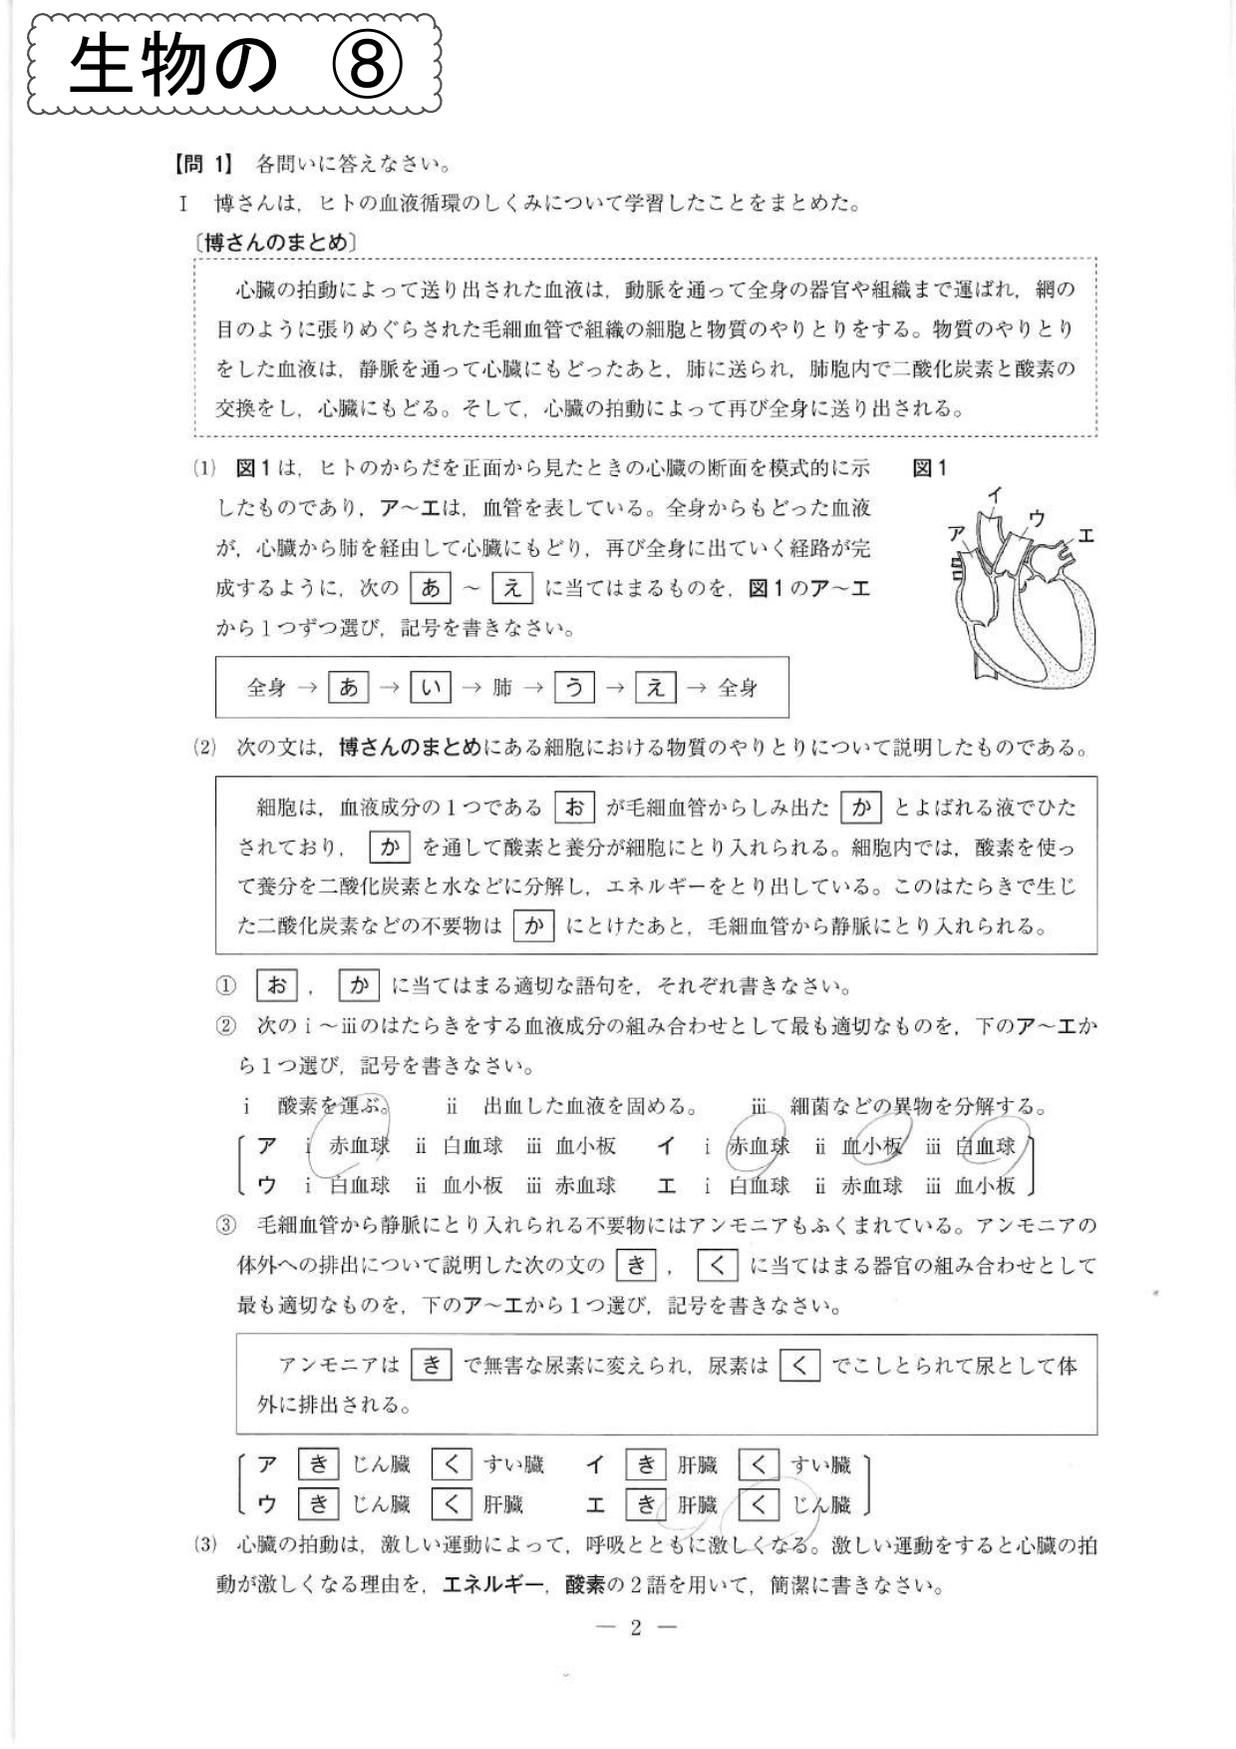 生物の ⑧
【問 1】 各問いに答えなさい。
Ⅰ 博さんは，ヒトの血液循環のしくみについて学習したことをまとめた。
〔博さんのまとめ〕
心臓の拍動によって送り出された血液は，動脈を通って全身の器官や組織まで運ばれ，網の
目のように張りめぐらされた毛細血管で組織の細胞と物質のやりとりをする。物質のやりとり
をした血液は，静脈を通って心臓にもどったあと，肺に送られ，肺胞内で二酸化炭素と酸素の
交換をし，心臓にもどる。そして，心臓の拍動によって再び全身に送り出される。
(1) 図1は，ヒトのからだを正面から見たときの心臓の断面を模式的に示
したものであり，ア～エは，血管を表している。全身からもどった血液
が，心臓から肺を経由して心臓にもどり，再び全身に出ていく経路が完
成するように，次の あ ～ え に当てはまるものを，図1のア～エ
から1つずつ選び，記号を書きなさい。
図1
イ
ウ
ア
エ
全身 → あ → い → 肺 → う → え → 全身
(2) 次の文は，博さんのまとめにある細胞における物質のやりとりについて説明したものである。
細胞は，血液成分の1つである お が毛細血管からしみ出た か とよばれる液でひた
されており， か を通して酸素と養分が細胞にとり入れられる。細胞内では，酸素を使っ
て養分を二酸化炭素と水などに分解し，エネルギーをとり出している。このはたらきで生じ
た二酸化炭素などの不要物は か にとけたあと，毛細血管から静脈にとり入れられる。
① お ， か に当てはまる適切な語句を，それぞれ書きなさい。
② 次のⅰ～ⅲのはたらきをする血液成分の組み合わせとして最も適切なものを，下のア～エか
ら1つ選び，記号を書きなさい。
ⅰ 酸素を運ぶ。 ⅱ 出血した血液を固める。 ⅲ 細菌などの異物を分解する。
ア ⅰ 赤血球 ⅱ 白血球 ⅲ 血小板 イ ⅰ 赤血球 ⅱ 血小板 ⅲ 白血球
ウ ⅰ 白血球 ⅱ 血小板 ⅲ 赤血球 エ ⅰ 白血球 ⅱ 赤血球 ⅲ 血小板
③ 毛細血管から静脈にとり入れられる不要物にはアンモニアもふくまれている。アンモニアの
体外への排出について説明した次の文の き ， く に当てはまる器官の組み合わせとして
最も適切なものを，下のア～エから1つ選び，記号を書きなさい。
アンモニアは き で無害な尿素に変えられ，尿素は く でこしとられて尿として体
外に排出される。
ア き じん臓 く すい臓 イ き 肝臓 く すい臓
ウ き じん臓 く 肝臓 エ き 肝臓 く じん臓
(3) 心臓の拍動は，激しい運動によって，呼吸とともに激しくなる。激しい運動をすると心臓の拍
動が激しくなる理由を，エネルギー，酸素の2語を用いて，簡潔に書きなさい。
― 2 ―